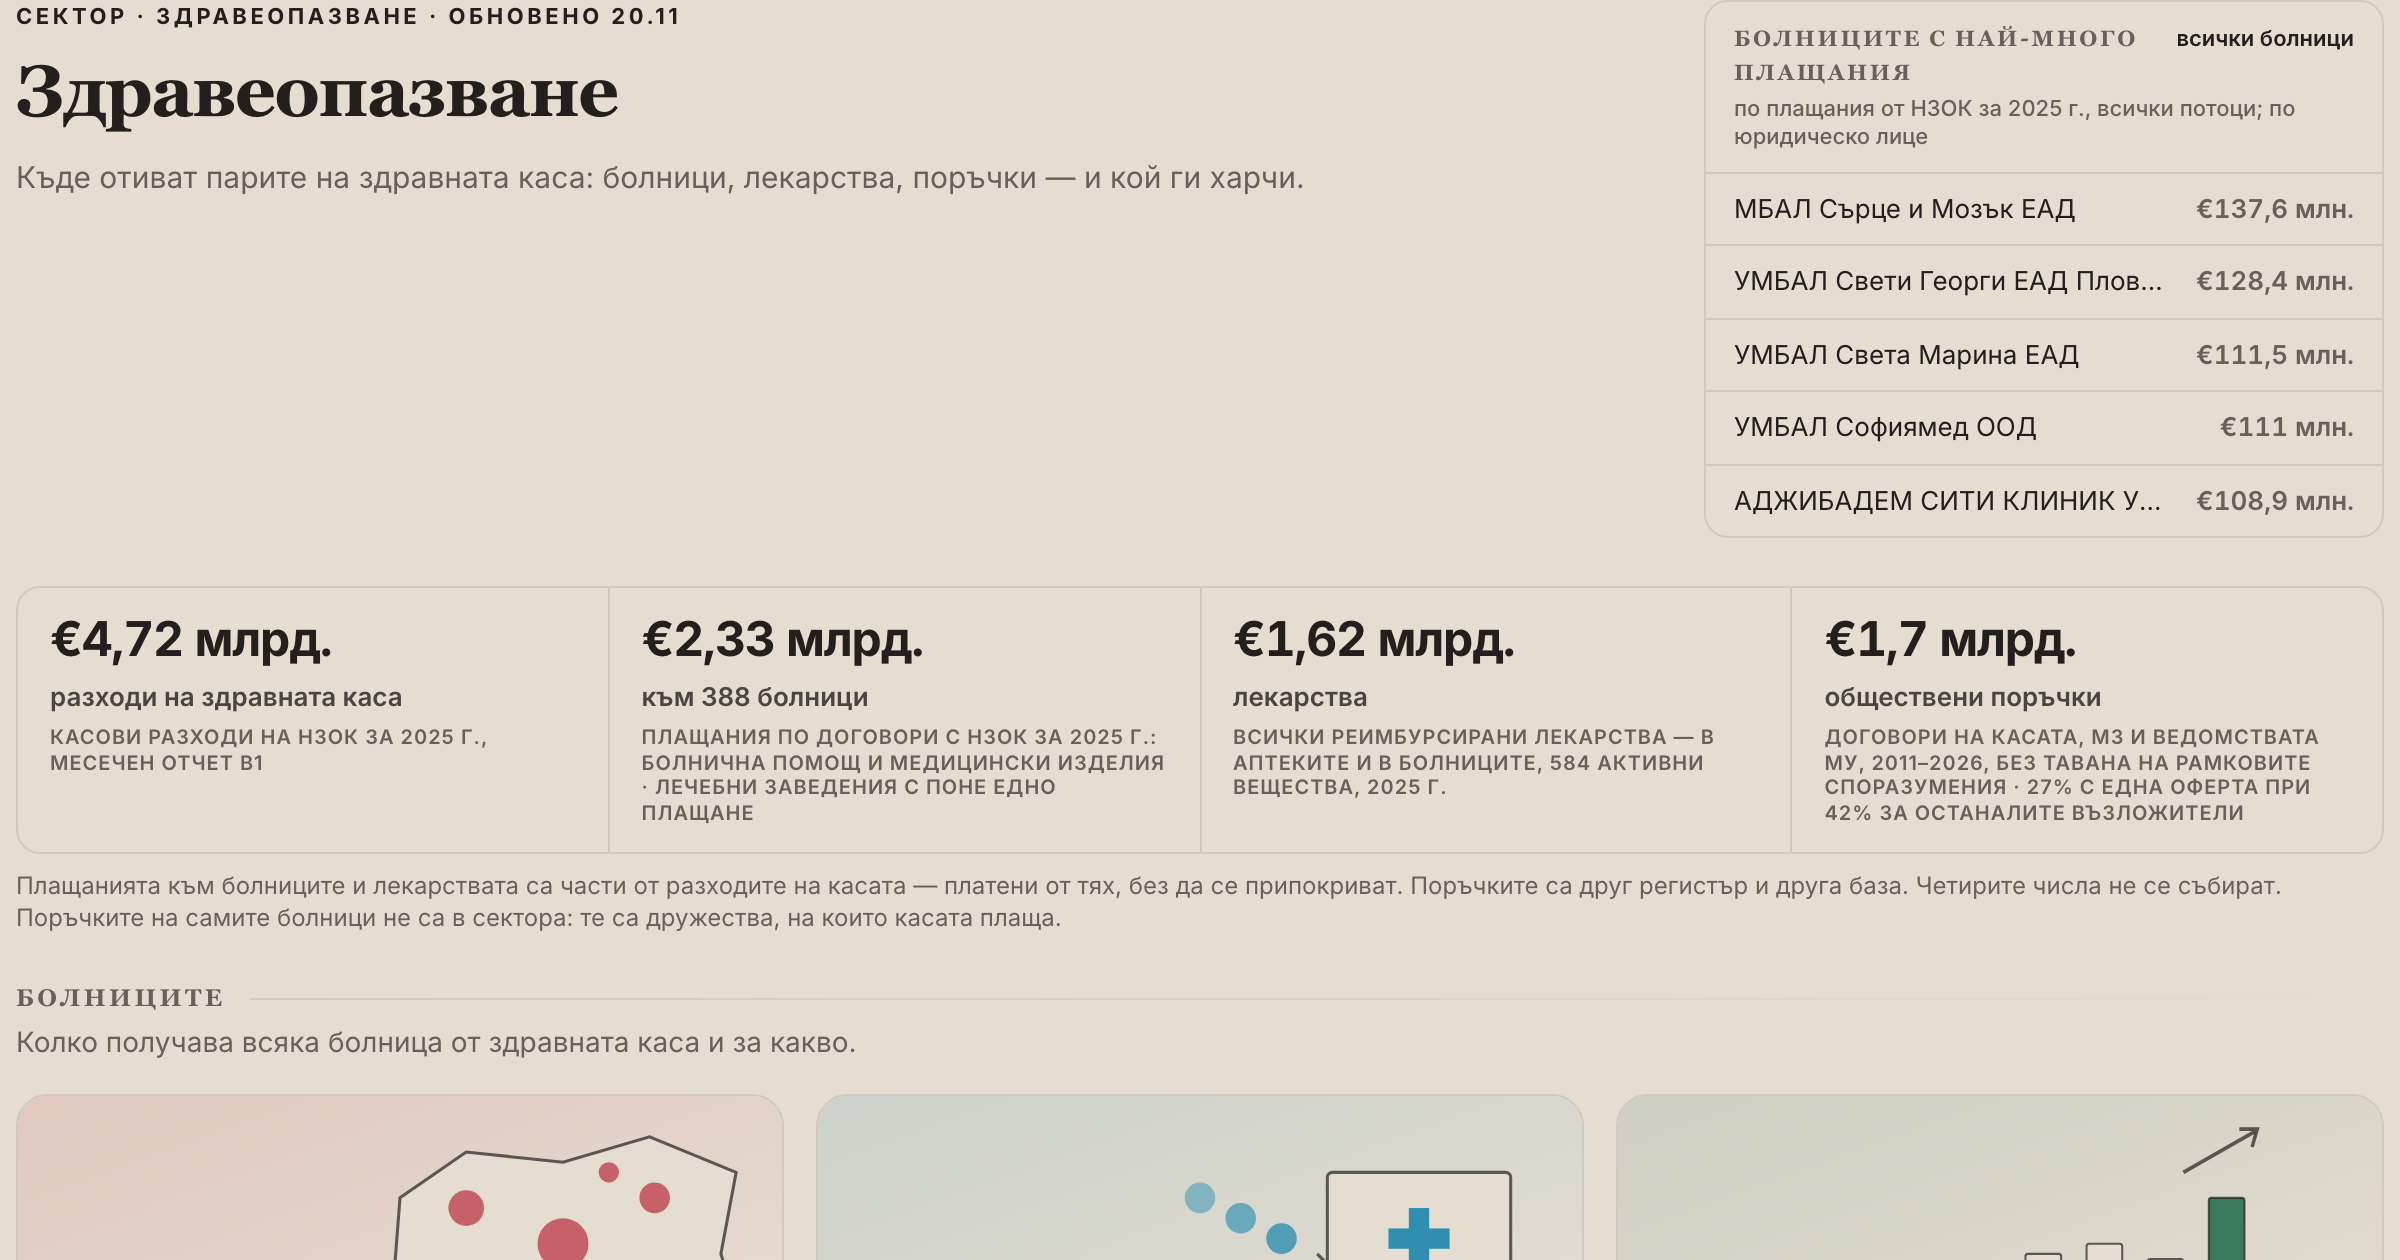 СЕКТОР · ЗДРАВЕОПАЗВАНЕ · ОБНОВЕНО 20.11
Здравеопазване
Къде отиват парите на здравната каса: болници, лекарства, поръчки — и кой ги харчи.
БОЛНИЦИТЕ С НАЙ-МНОГО ПЛАЩАНИЯ
всички болници
по плащания от НЗОК за 2025 г., всички потоци; по
юридическо лице
МБАЛ Сърце и Мозък ЕАД €137,6 млн.
УМБАЛ Свети Георги ЕАД Плов... €128,4 млн.
УМБАЛ Света Марина ЕАД €111,5 млн.
УМБАЛ Софиямед ООД €111 млн.
АДЖИБАДЕМ СИТИ КЛИНИК У... €108,9 млн.
€4,72 млрд.
разходи на здравната каса
КАСОВИ РАЗХОДИ НА НЗОК ЗА 2025 Г.,
МЕСЕЧЕН ОТЧЕТ B1
€2,33 млрд.
към 388 болници
ПЛАЩАНИЯ ПО ДОГОВОРИ С НЗОК ЗА 2025 Г.:
БОЛНИЧНА ПОМОЩ И МЕДИЦИНСКИ ИЗДЕЛИЯ
· ЛЕЧЕБНИ ЗАВЕДЕНИЯ С ПОНЕ ЕДНО
ПЛАЩАНЕ
€1,62 млрд.
лекарства
ВСИЧКИ РЕИМБУРСИРАНИ ЛЕКАРСТВА — В
АПТЕКИТЕ И В БОЛНИЦИТЕ, 584 АКТИВНИ
ВЕЩЕСТВА, 2025 Г.
€1,7 млрд.
обществени поръчки
ДОГОВОРИ НА КАСАТА, МЗ И ВЕДОМСТВАТА
МУ, 2011–2026, БЕЗ ТАВАНА НА РАМКОВИТЕ
СПОРАЗУМЕНИЯ · 27% С ЕДНА ОФЕРТА ПРИ
42% ЗА ОСТАНАЛИТЕ ВЪЗЛОЖИТЕЛИ
Плащанията към болниците и лекарствата са части от разходите на касата — платени от тях, без да се припокриват. Поръчките са друг регистър и друга база. Четирите числа не се събират.
Поръчките на самите болници не са в сектора: те са дружества, на които касата плаща.
БОЛНИЦИТЕ
Колко получава всяка болница от здравната каса и за какво.